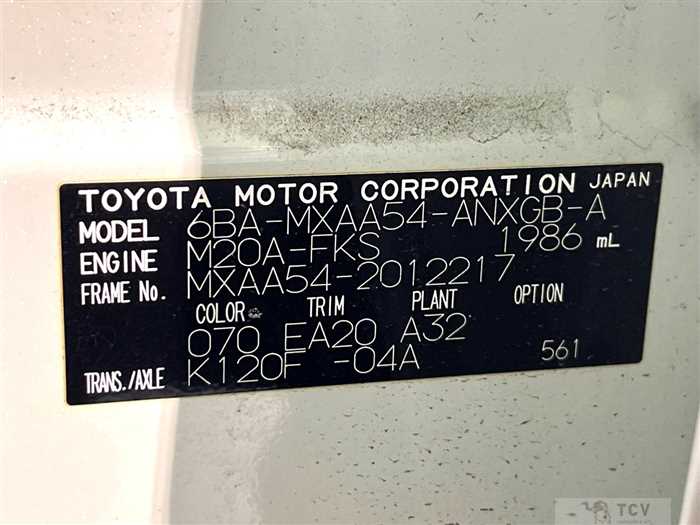 TOYOTA MOTOR CORPORATION JAPAN
MODEL 6BA-MXAA54-ANXGB-A
ENGINE M20A-FKS 1986 mL
FRAME No. MXAA54-2012217
COLOR TRIM PLANT OPTION
070 EA20 A32
TRANS./AXLE K120F -04A 561
TCV